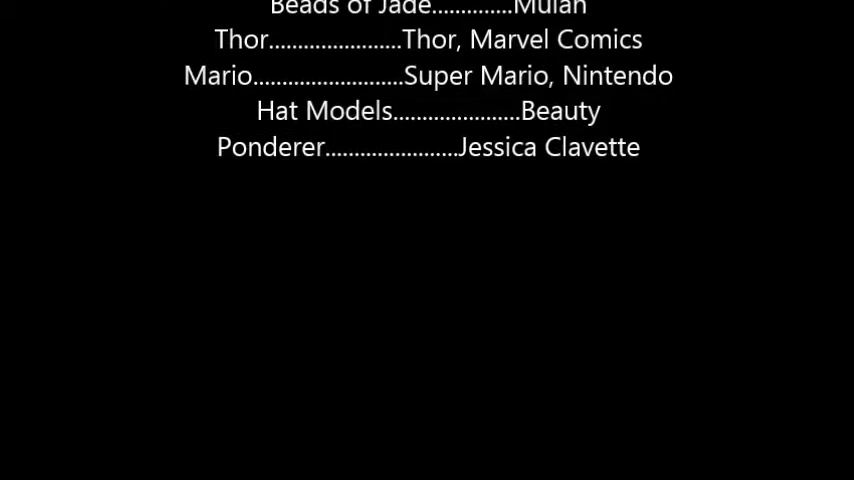 Beads of Jade..............Mulan
Thor.......................Thor, Marvel Comics
Mario..........................Super Mario, Nintendo
Hat Models......................Beauty
Ponderer.......................Jessica Clavette